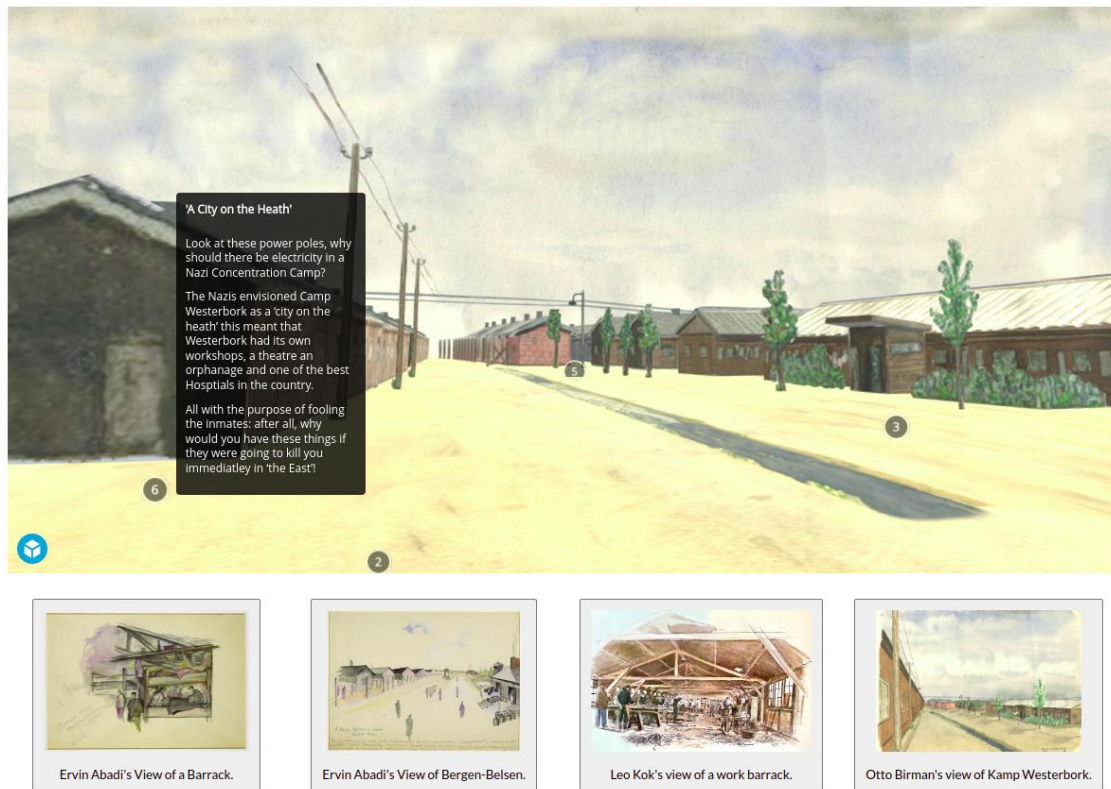 'A City on the Heath'
Look at these power poles, why
should there be electricity in a
Nazi Concentration Camp?
The Nazis envisioned Camp
Westerbork as a 'city on the
heath' this meant that
Westerbork had its own
workshops, a theatre an
orphanage and one of the best
Hosptials in the country.
All with the purpose of fooling
the inmates: after all, why
would you have these things if
they were going to kill you
immediatley in 'the East'!
5
3
6
2
Ervin Abadi's View of a Barrack.
Ervin Abadi's View of Bergen-Belsen.
Leo Kok's view of a work barrack.
Otto Birman's view of Kamp Westerbork.